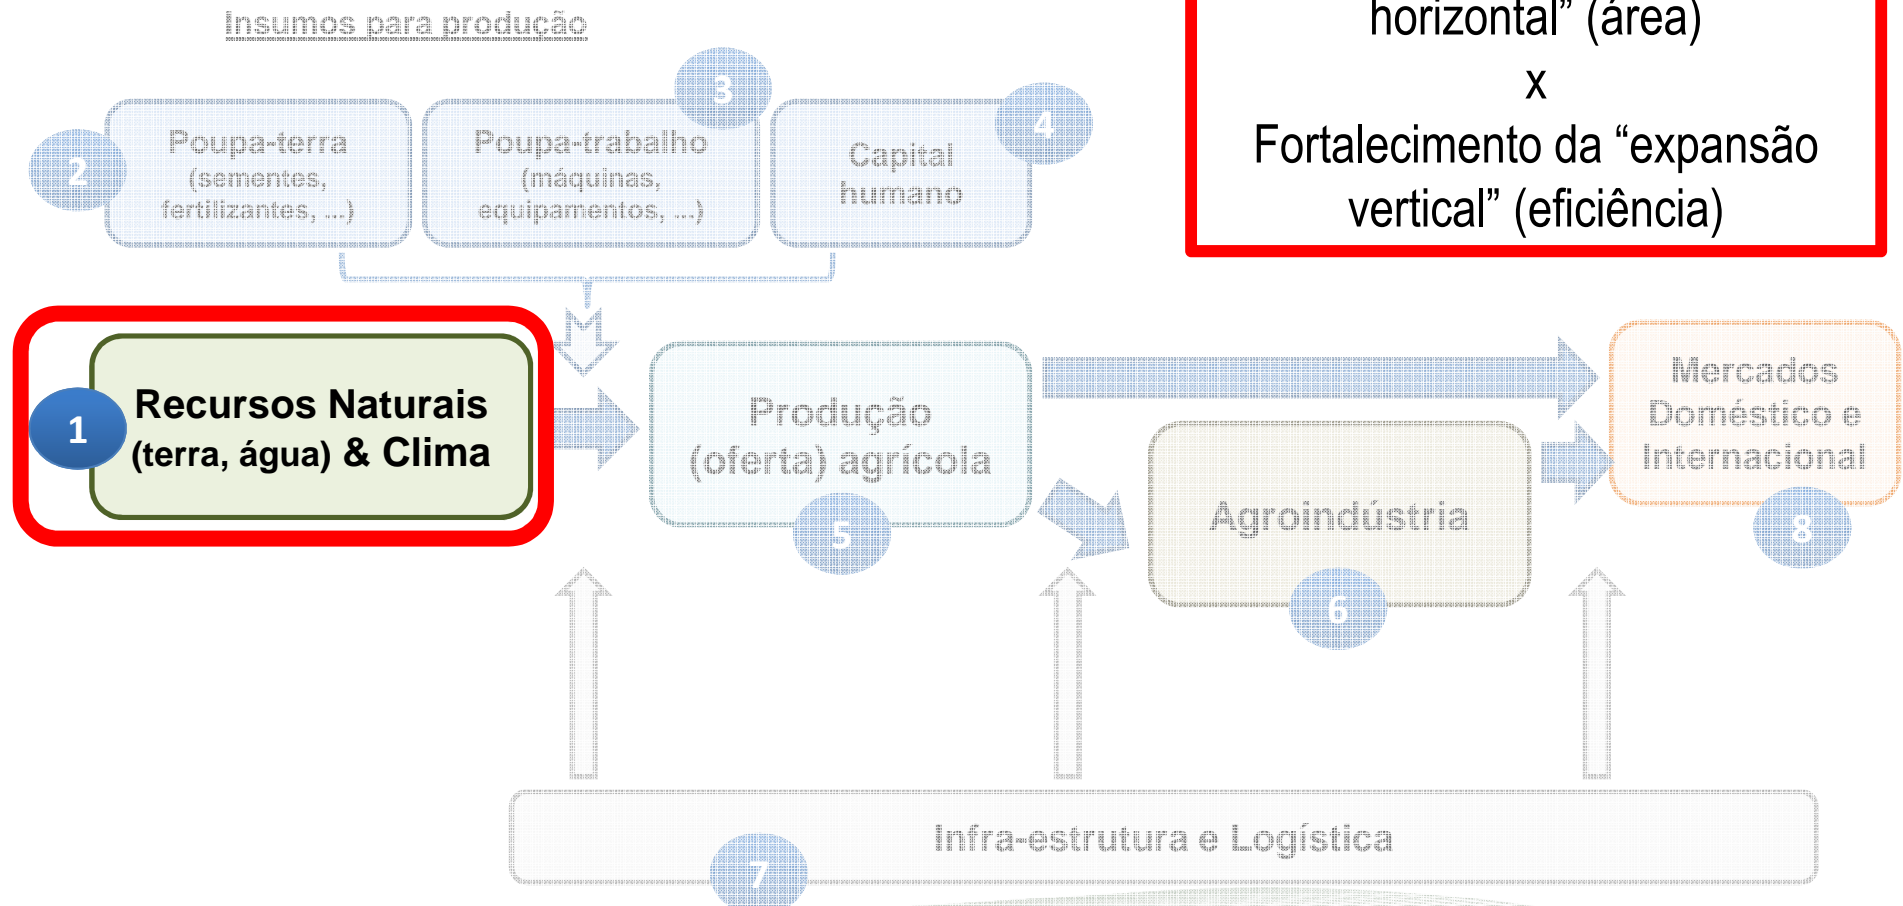 Insumos para produção
horizontal” (área)
x
Fortalecimento da “expansão
vertical” (eficiência)
2
Poupa-terra
(sementes,
fertilizantes, ...)
3
Poupa-trabalho
(máquinas,
equipamentos, ...)
4
Capital
humano
1
Recursos Naturais
(terra, água) & Clima
Produção
(oferta) agrícola
5
Agroindústria
6
Mercados
Doméstico e
Internacional
8
Infra-estrutura e Logística
7